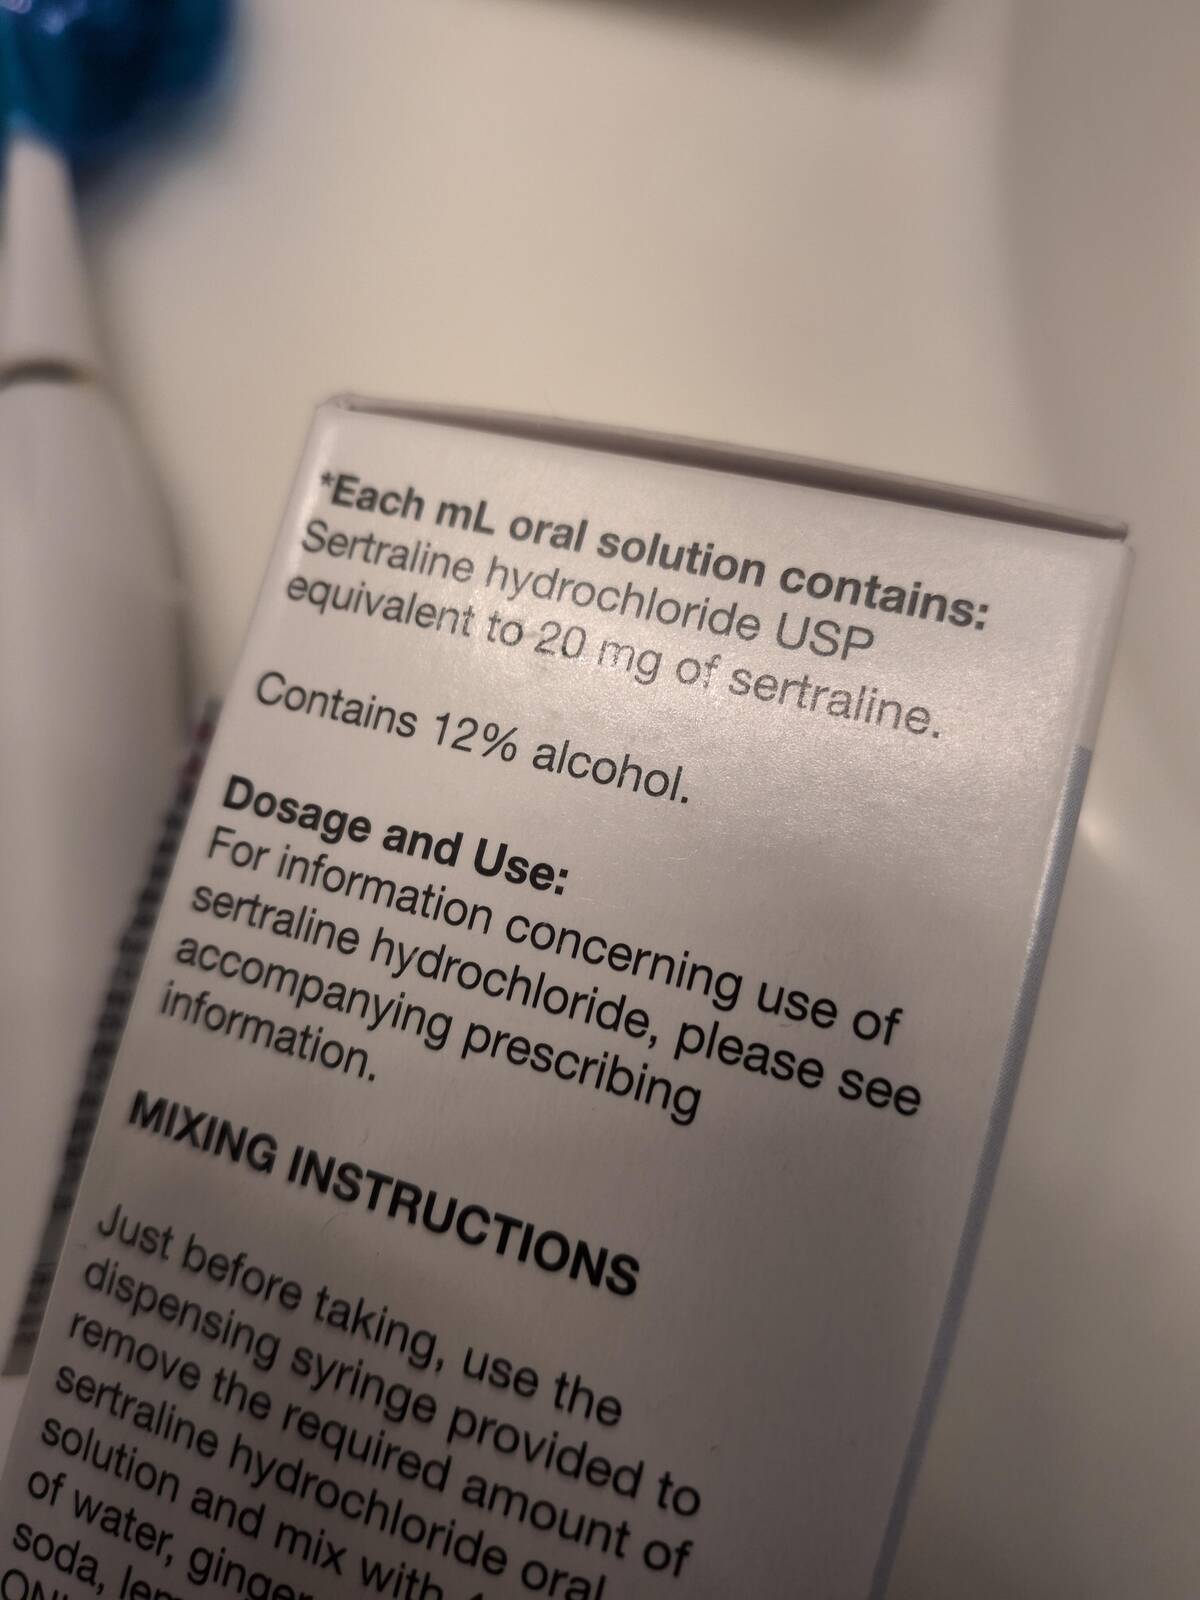 *Each mL oral solution contains:
Sertraline hydrochloride USP
equivalent to 20 mg of sertraline.
Contains 12% alcohol.
Dosage and Use:
For information concerning use of
sertraline hydrochloride, please see
accompanying prescribing
information.
MIXING INSTRUCTIONS
Just before taking, use the
dispensing syringe provided to
remove the required amount of
sertraline hydrochloride oral
solution and mix with
of water, ginger
soda,